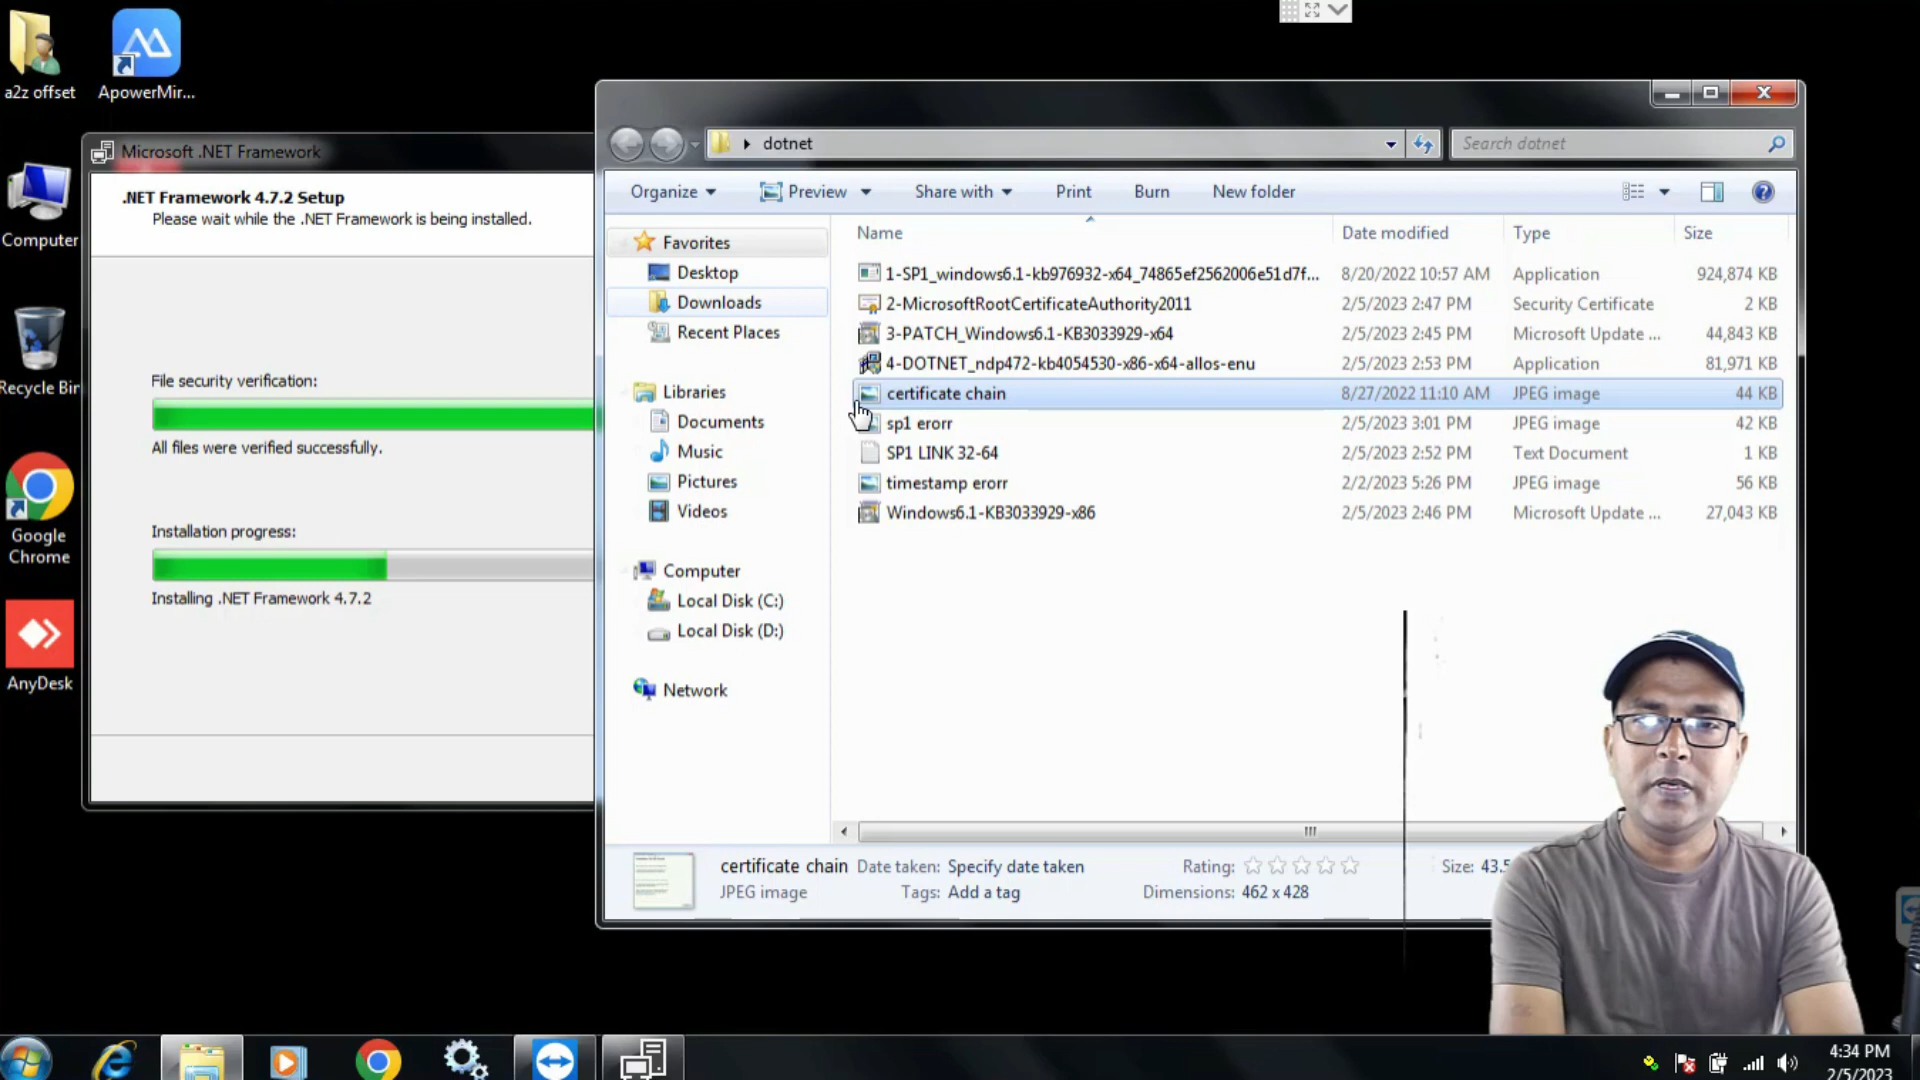 a2z offset
ApowerMir...
Computer
Recycle Bin
Google
Chrome
AnyDesk
Microsoft .NET Framework
.NET Framework 4.7.2 Setup
Please wait while the .NET Framework is being installed.
File security verification:
All files were verified successfully.
Installation progress:
Installing .NET Framework 4.7.2
dotnet
Search dotnet
Organize Preview Share with Print Burn New folder
Favorites
Desktop
Downloads
Recent Places
Libraries
Documents
Music
Pictures
Videos
Computer
Local Disk (C:)
Local Disk (D:)
Network
Name Date modified Type Size
1-SP1_windows6.1-kb976932-x64_74865ef2562006e51d7f... 8/20/2022 10:57 AM Application 924,874 KB
2-MicrosoftRootCertificateAuthority2011 2/5/2023 2:47 PM Security Certificate 2 KB
3-PATCH_Windows6.1-KB3033929-x64 2/5/2023 2:45 PM Microsoft Update ... 44,843 KB
4-DOTNET_ndp472-kb4054530-x86-x64-allos-enu 2/5/2023 2:53 PM Application 81,971 KB
certificate chain 8/27/2022 11:10 AM JPEG image 44 KB
sp1 erorr 2/5/2023 3:01 PM JPEG image 42 KB
SP1 LINK 32-64 2/5/2023 2:52 PM Text Document 1 KB
timestamp erorr 2/2/2023 5:26 PM JPEG image 56 KB
Windows6.1-KB3033929-x86 2/5/2023 2:46 PM Microsoft Update ... 27,043 KB
certificate chain Date taken: Specify date taken Rating: Size: 43.5
JPEG image Tags: Add a tag Dimensions: 462 x 428
4:34 PM
2/5/2023